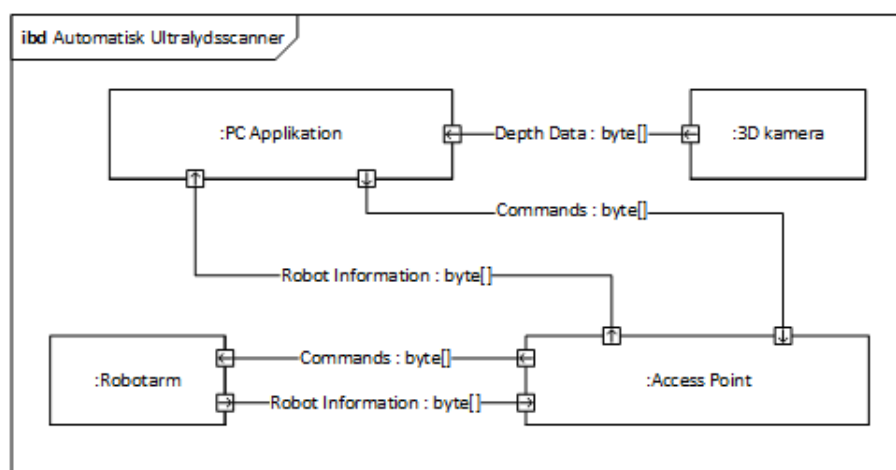 ibd Automatisk Ultralydsscanner
:PC Applikation
Depth Data : byte[]
:3D kamera
Commands : byte[]
Robot Information : byte[]
:Robotarm
Commands : byte[]
Robot Information : byte[]
:Access Point